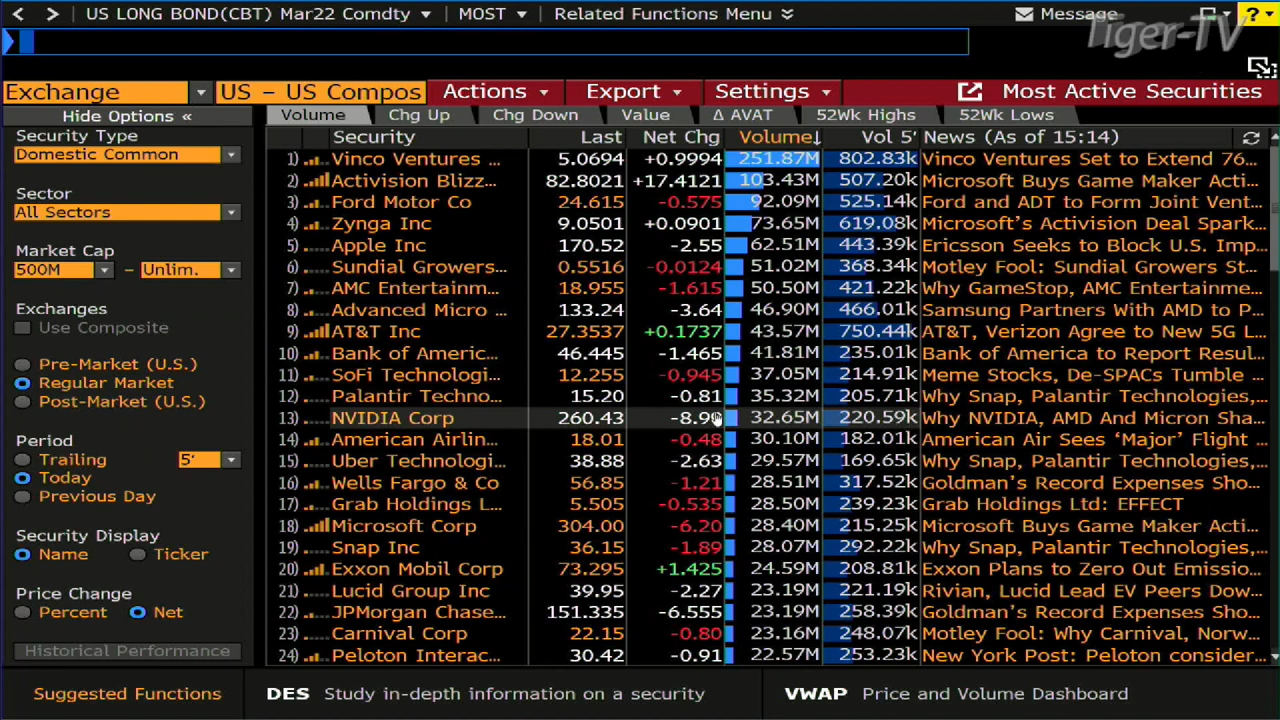 < > US LONG BOND(CBT) Mar22 Comdty MOST Related Functions Menu Message ?
Tiger-TV
Exchange US - US Compos Actions Export Settings Most Active Securities
Hide Options « Volume Chg Up Chg Down Value Δ AVAT 52Wk Highs 52Wk Lows
Security Type
Domestic Common
Sector
All Sectors
Market Cap
500M - Unlim.
Exchanges
Use Composite
Pre-Market (U.S.)
Regular Market
Post-Market (U.S.)
Period
Trailing 5'
Today
Previous Day
Security Display
Name Ticker
Price Change
Percent Net
Historical Performance
Security Last Net Chg Volume↓ Vol 5' News (As of 15:14)
1) Vinco Ventures ... 5.0694 +0.9994 251.87M 802.83k Vinco Ventures Set to Extend 76...
2) Activision Blizz... 82.8021 +17.4121 103.43M 507.20k Microsoft Buys Game Maker Acti...
3) Ford Motor Co 24.615 -0.575 92.09M 525.14k Ford and ADT to Form Joint Vent...
4) Zynga Inc 9.0501 +0.0901 73.65M 619.08k Microsoft's Activision Deal Spark...
5) Apple Inc 170.52 -2.55 62.51M 443.39k Ericsson Seeks to Block U.S. Imp...
6) Sundial Growers... 0.5516 -0.0124 51.02M 368.34k Motley Fool: Sundial Growers St...
7) AMC Entertainm... 18.955 -1.615 50.50M 421.22k Why GameStop, AMC Entertainme...
8) Advanced Micro ... 133.24 -3.64 46.90M 466.01k Samsung Partners With AMD to P...
9) AT&T Inc 27.3537 +0.1737 43.57M 750.44k AT&T, Verizon Agree to New 5G L...
10) Bank of Americ... 46.445 -1.465 41.81M 235.01k Bank of America to Report Resul...
11) SoFi Technologi... 12.255 -0.945 37.05M 214.91k Meme Stocks, De-SPACs Tumble ...
12) Palantir Techno... 15.20 -0.81 35.32M 205.71k Why Snap, Palantir Technologies...
13) NVIDIA Corp 260.43 -8.99 32.65M 220.59k Why NVIDIA, AMD And Micron Sha...
14) American Airlin... 18.01 -0.48 30.10M 182.01k American Air Sees 'Major' Flight ...
15) Uber Technologi... 38.88 -2.63 29.57M 169.65k Why Snap, Palantir Technologies...
16) Wells Fargo & Co 56.85 -1.21 28.51M 317.52k Goldman's Record Expenses Sho...
17) Grab Holdings L... 5.505 -0.535 28.50M 239.23k Grab Holdings Ltd: EFFECT
18) Microsoft Corp 304.00 -6.20 28.40M 215.25k Microsoft Buys Game Maker Acti...
19) Snap Inc 36.15 -1.89 28.07M 292.22k Why Snap, Palantir Technologies...
20) Exxon Mobil Corp 73.295 +1.425 24.59M 208.81k Exxon Plans to Zero Out Emissio...
21) Lucid Group Inc 39.95 -2.27 23.19M 591.09k Rivian, Lucid Lead EV Peers Dow...
22) JPMorgan Chase... 151.335 -6.555 23.19M 258.39k Goldman's Record Expenses Sho...
23) Carnival Corp 22.15 -0.80 23.16M 248.07k Motley Fool: Why Carnival, Norw...
24) Peloton Interac... 30.42 -0.91 22.57M 253.23k New York Post: Peloton consider...
Suggested Functions DES Study in-depth information on a security VWAP Price and Volume Dashboard